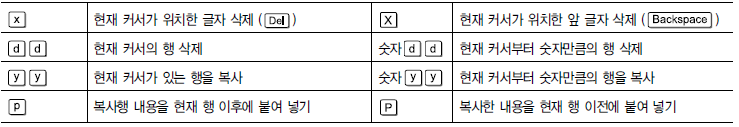 x 현재 커서가 위치한 글자 삭제 (Del) X 현재 커서가 위치한 앞 글자 삭제 (Backspace)
d d 현재 커서의 행 삭제 숫자 d d 현재 커서부터 숫자만큼의 행 삭제
y y 현재 커서가 있는 행을 복사 숫자 y y 현재 커서부터 숫자만큼의 행을 복사
p 복사행 내용을 현재 행 이후에 붙여 넣기 P 복사한 내용을 현재 행 이전에 붙여 넣기